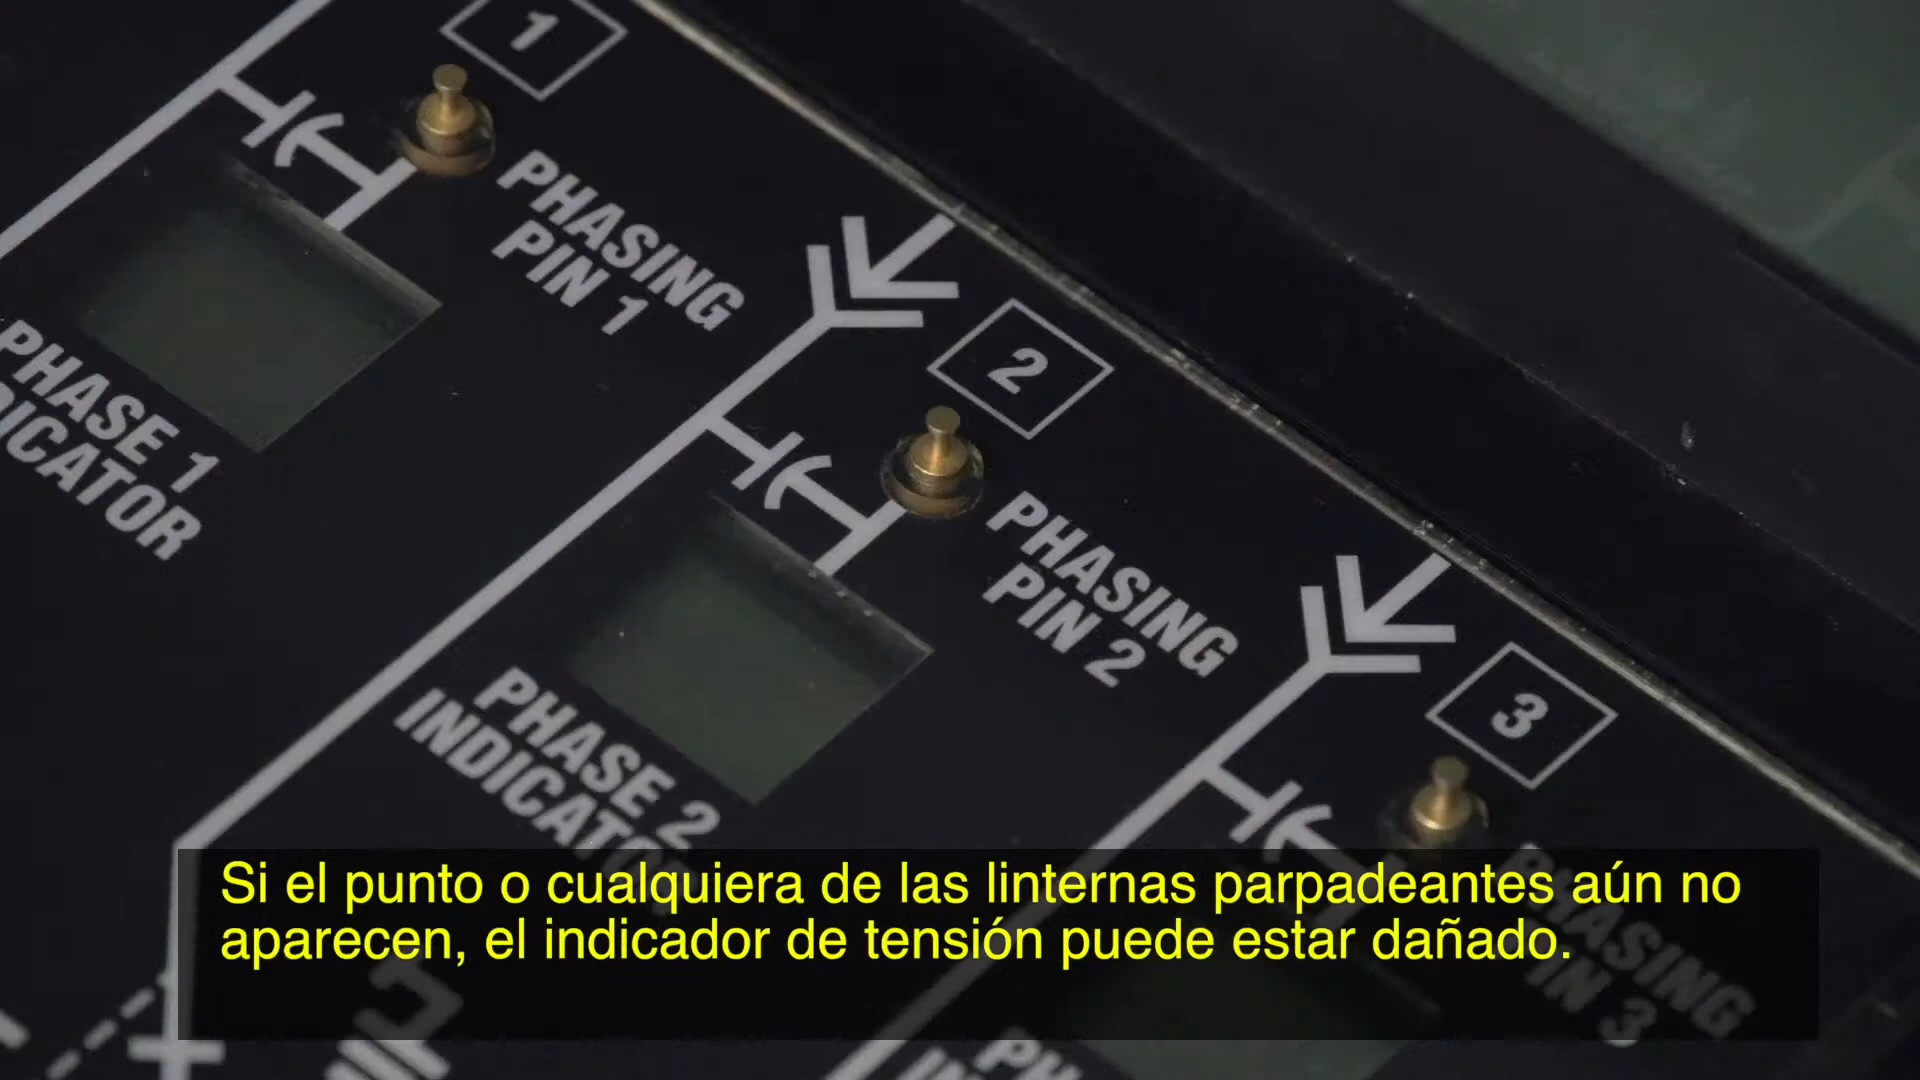 1
PHASING
PIN 1
PHASE 1
INDICATOR
2
PHASING
PIN 2
PHASE 2
INDICATOR
3
PHASING
PIN 3
Si el punto o cualquiera de las linternas parpadeantes aún no
aparecen, el indicador de tensión puede estar dañado.